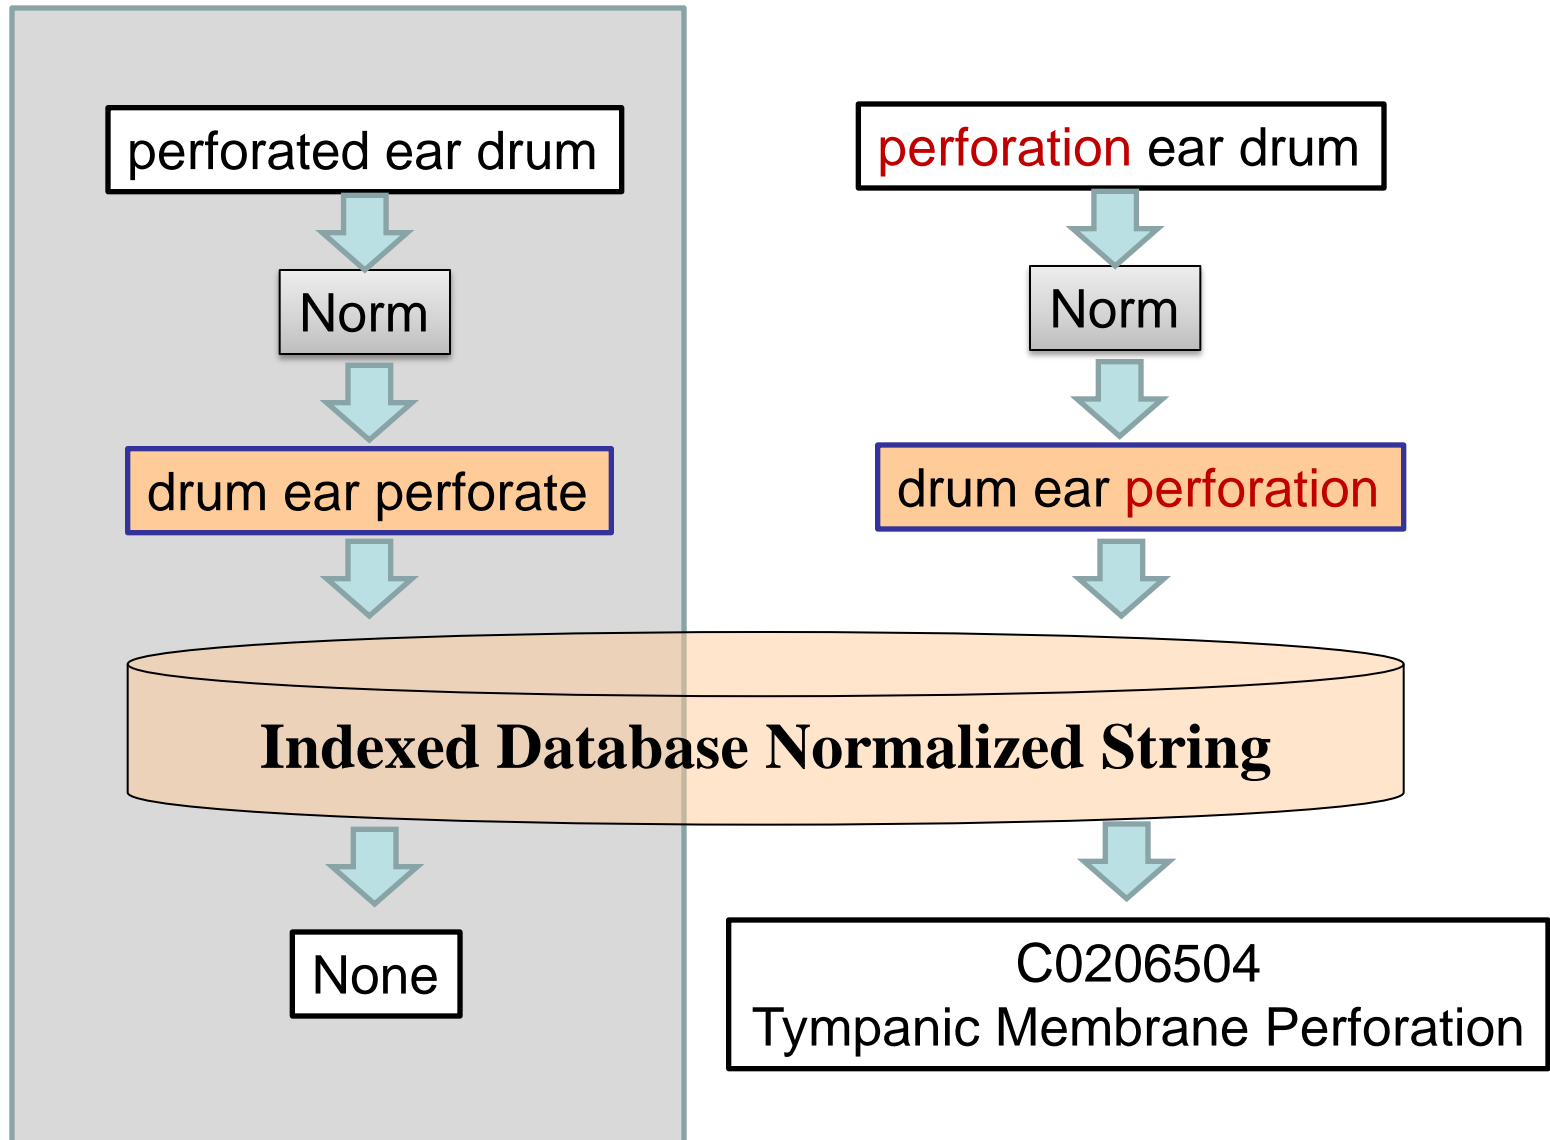 perforated ear drum
Norm
drum ear perforate
perforation ear drum
Norm
drum ear perforation
Indexed Database Normalized String
None
C0206504
Tympanic Membrane Perforation